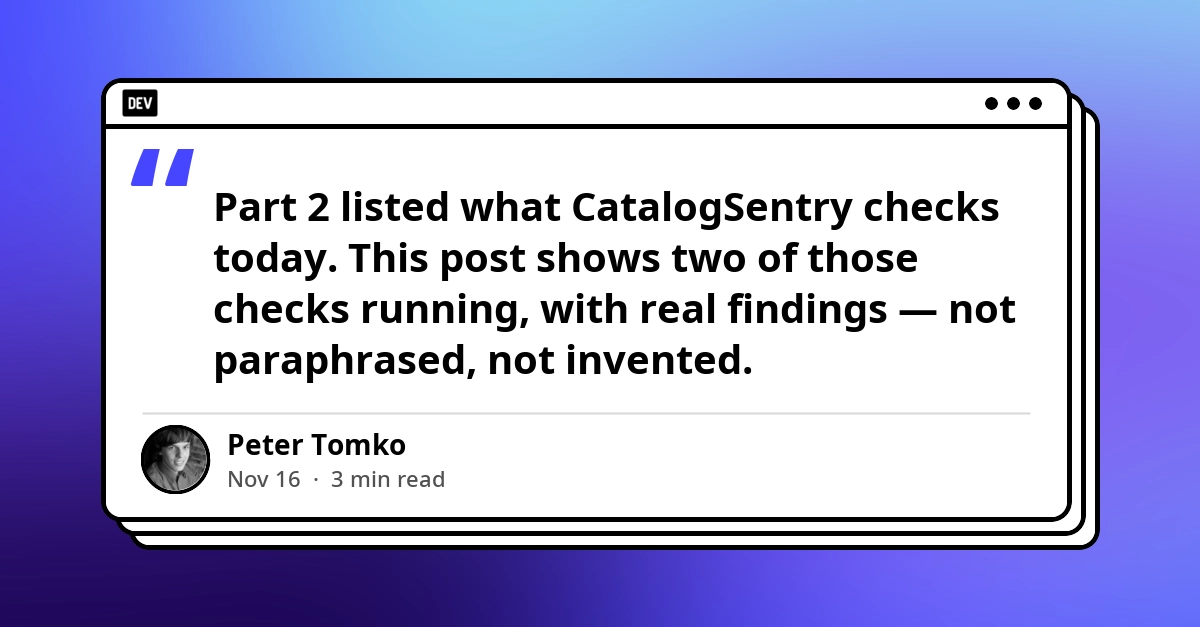 DEV
Part 2 listed what CatalogSentry checks
today. This post shows two of those
checks running, with real findings — not
paraphrased, not invented.
Peter Tomko
Nov 16 · 3 min read